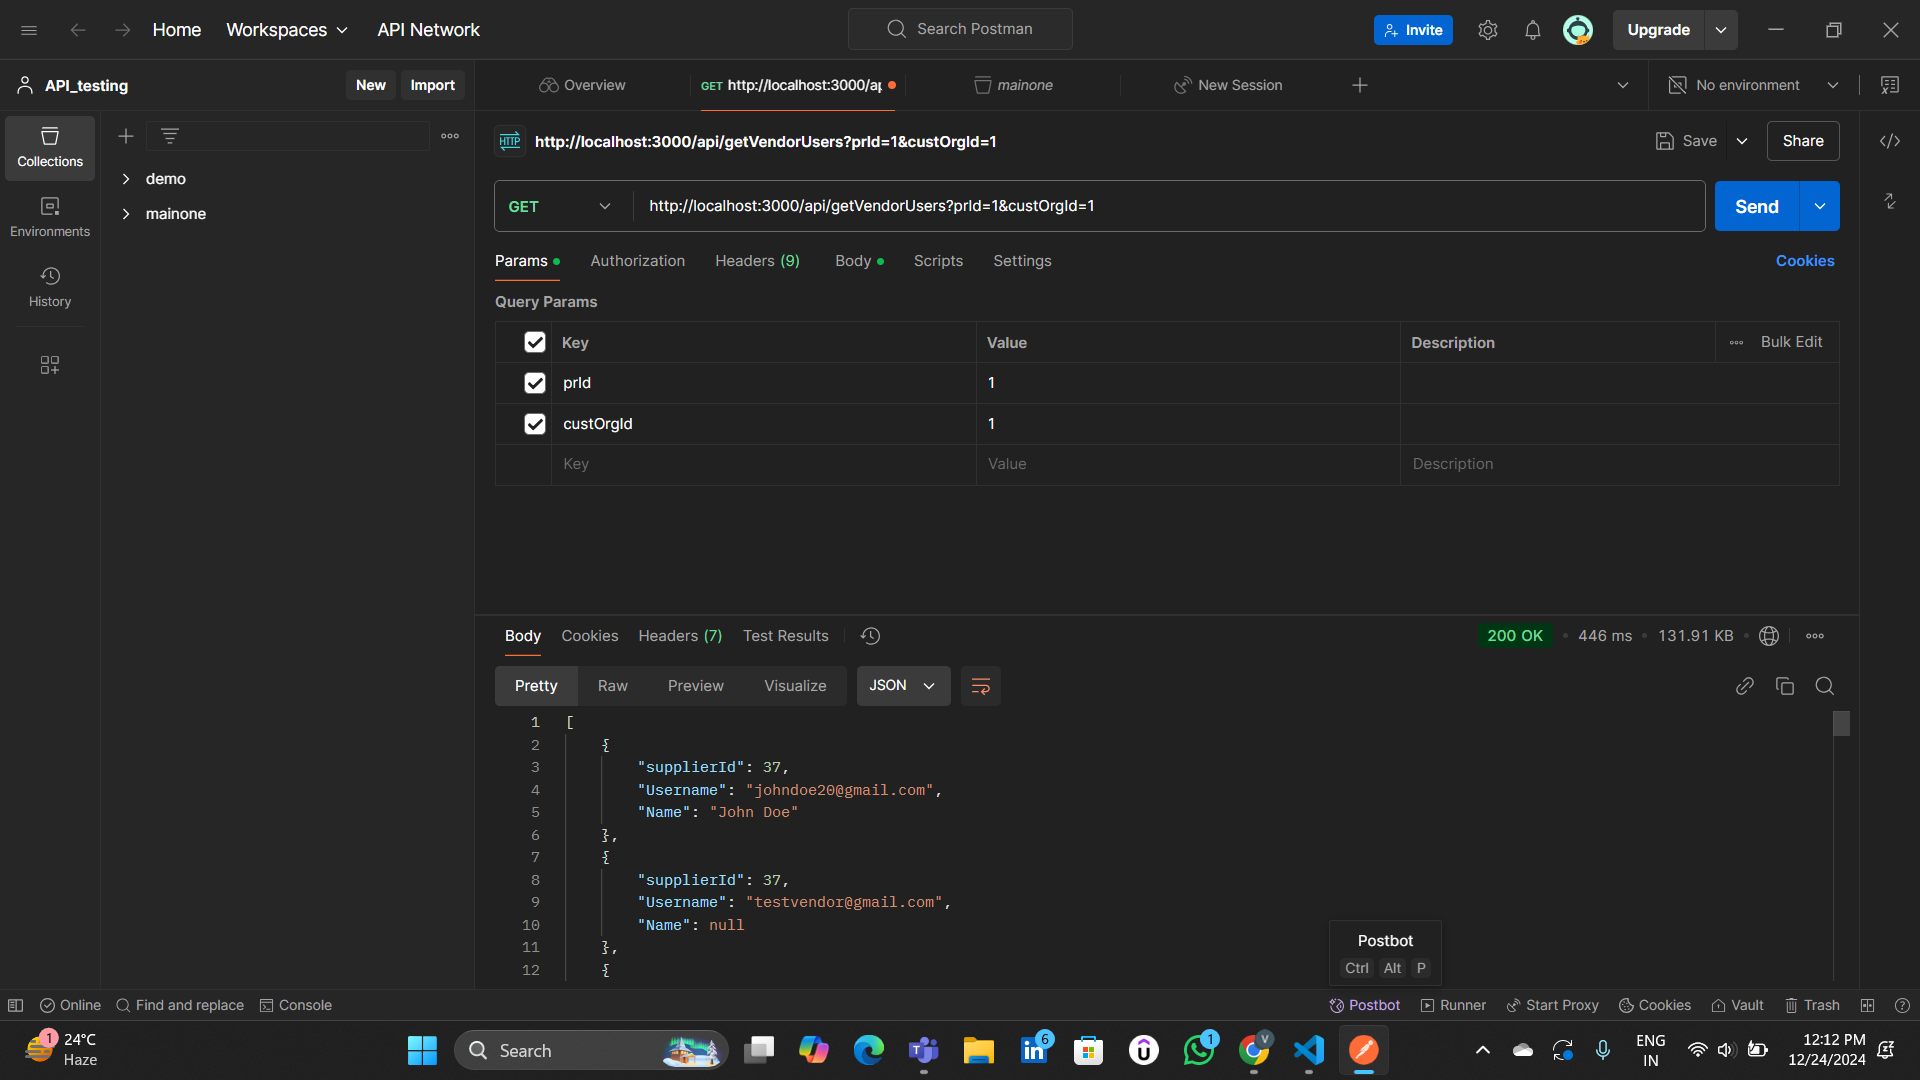 Home
Workspaces
API Network
Search Postman
Invite
Upgrade
API_testing
New
Import
Overview
GET http://localhost:3000/ap
mainone
New Session
No environment
Collections
Environments
History
demo
mainone
HTTP
http://localhost:3000/api/getVendorUsers?prId=1&custOrgId=1
Save
Share
GET
http://localhost:3000/api/getVendorUsers?prId=1&custOrgId=1
Send
Params
Authorization
Headers (9)
Body
Scripts
Settings
Cookies
Query Params
Key
Value
Description
Bulk Edit
prId
1
custOrgId
1
Key
Value
Description
Body
Cookies
Headers (7)
Test Results
200 OK
446 ms
131.91 KB
Pretty
Raw
Preview
Visualize
JSON
1 [
2 {
3 "supplierId": 37,
4 "Username": "johndoe20@gmail.com",
5 "Name": "John Doe"
6 },
7 {
8 "supplierId": 37,
9 "Username": "testvendor@gmail.com",
10 "Name": null
11 },
12 {
Postbot
Ctrl Alt P
Online
Find and replace
Console
Postbot
Runner
Start Proxy
Cookies
Vault
Trash
1
24°C
Haze
Search
6
1
V
ENG
IN
12:12 PM
12/24/2024